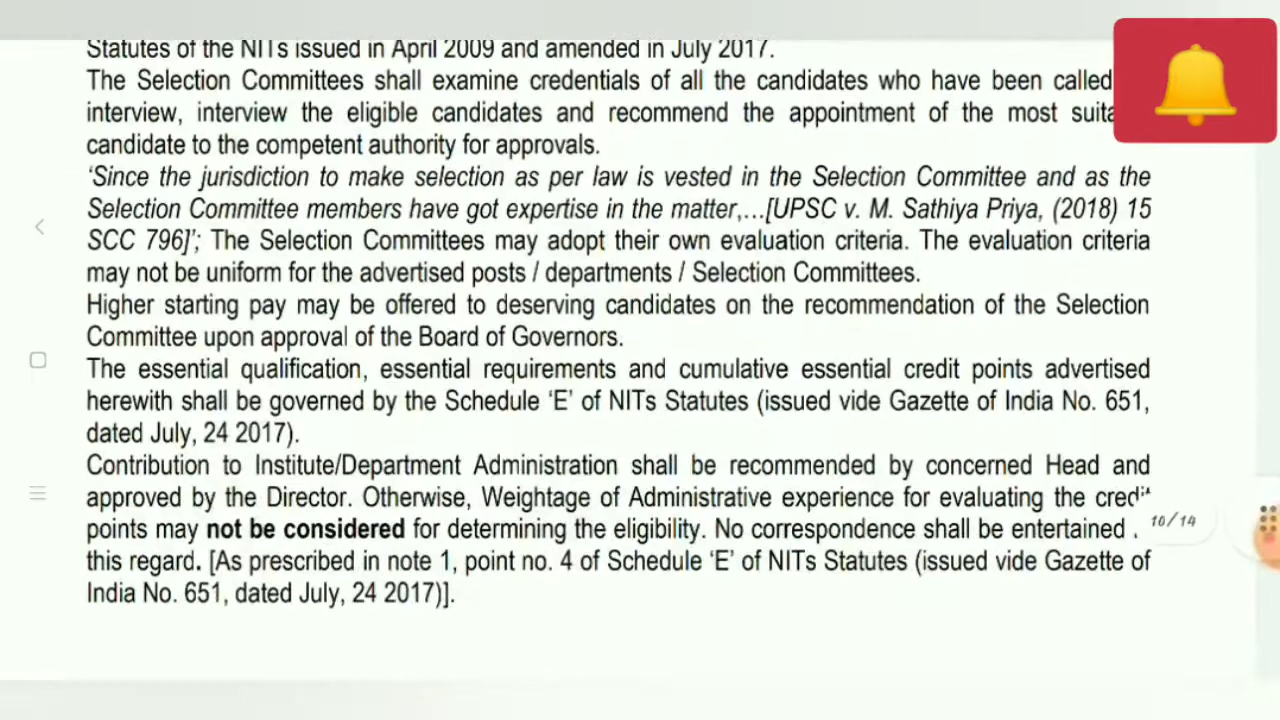 Statutes of the NITs issued in April 2009 and amended in July 2017.
The Selection Committees shall examine credentials of all the candidates who have been called
interview, interview the eligible candidates and recommend the appointment of the most
candidate to the competent authority for approvals.
‘Since the jurisdiction to make selection as per law is vested in the Selection Committee and as the
Selection Committee members have got expertise in the matter,...[UPSC v. M. Sathiya Priya, (2018) 15
SCC 796]’; The Selection Committees may adopt their own evaluation criteria. The evaluation criteria
may not be uniform for the advertised posts / departments / Selection Committees.
Higher starting pay may be offered to deserving candidates on the recommendation of the Selection
Committee upon approval of the Board of Governors.
The essential qualification, essential requirements and cumulative essential credit points advertised
herewith shall be governed by the Schedule ‘E’ of NITs Statutes (issued vide Gazette of India No. 651,
dated July, 24 2017).
Contribution to Institute/Department Administration shall be recommended by concerned Head and
approved by the Director. Otherwise, Weightage of Administrative experience for evaluating the credit
points may not be considered for determining the eligibility. No correspondence shall be entertained
this regard. [As prescribed in note 1, point no. 4 of Schedule ‘E’ of NITs Statutes (issued vide Gazette of
India No. 651, dated July, 24 2017)].
10/14